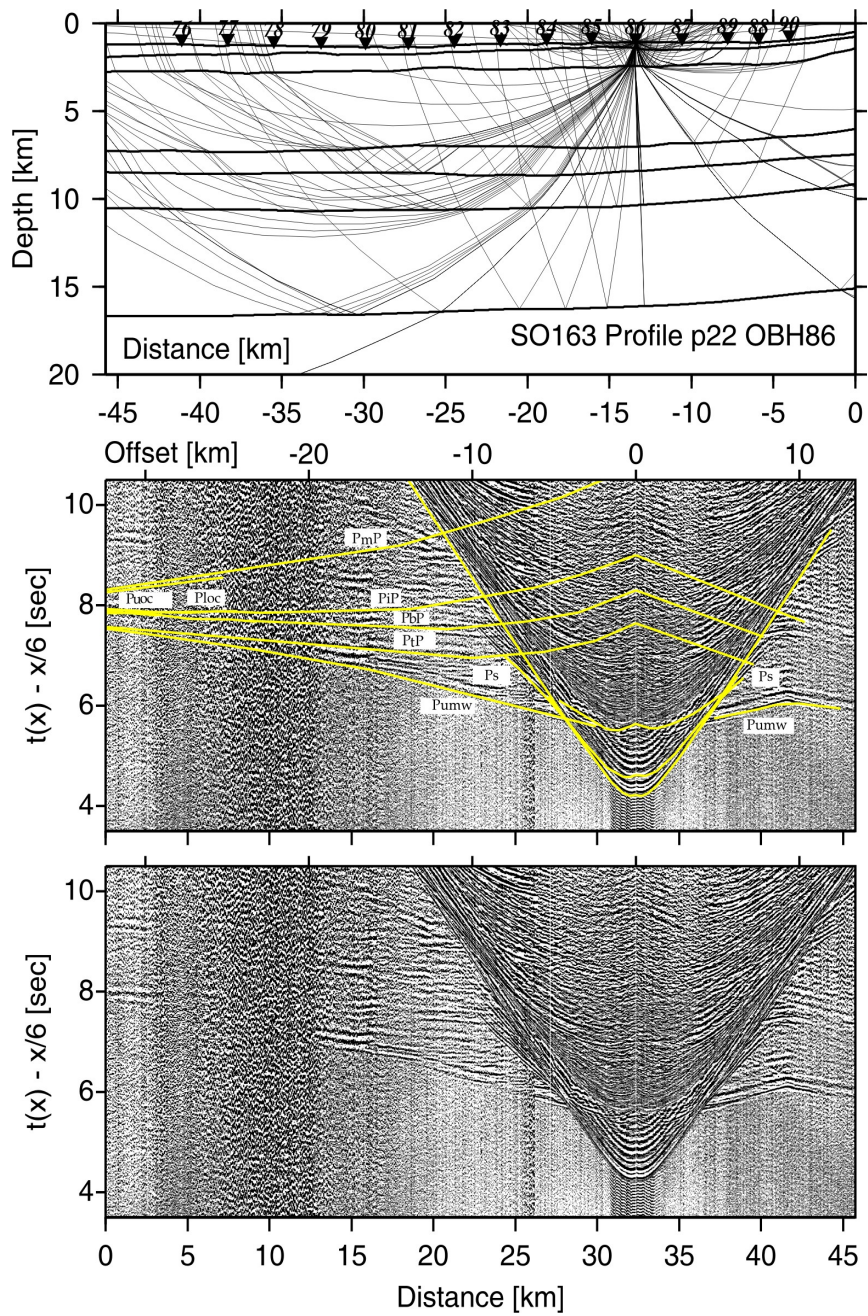 0
76 77 78 79 80 81 82 83 84 85 86 87 89 88 90
5
10
15
20
Depth [km]
Distance [km]
SO163 Profile p22 OBH86
-45 -40 -35 -30 -25 -20 -15 -10 -5 0
Offset [km] -20 -10 0 10
10
8
6
4
t(x) - x/6 [sec]
PmP
Puoc Ploc PiP
PbP
PtP
Ps Ps
Pumw Pumw
10
8
6
4
t(x) - x/6 [sec]
0 5 10 15 20 25 30 35 40 45
Distance [km]